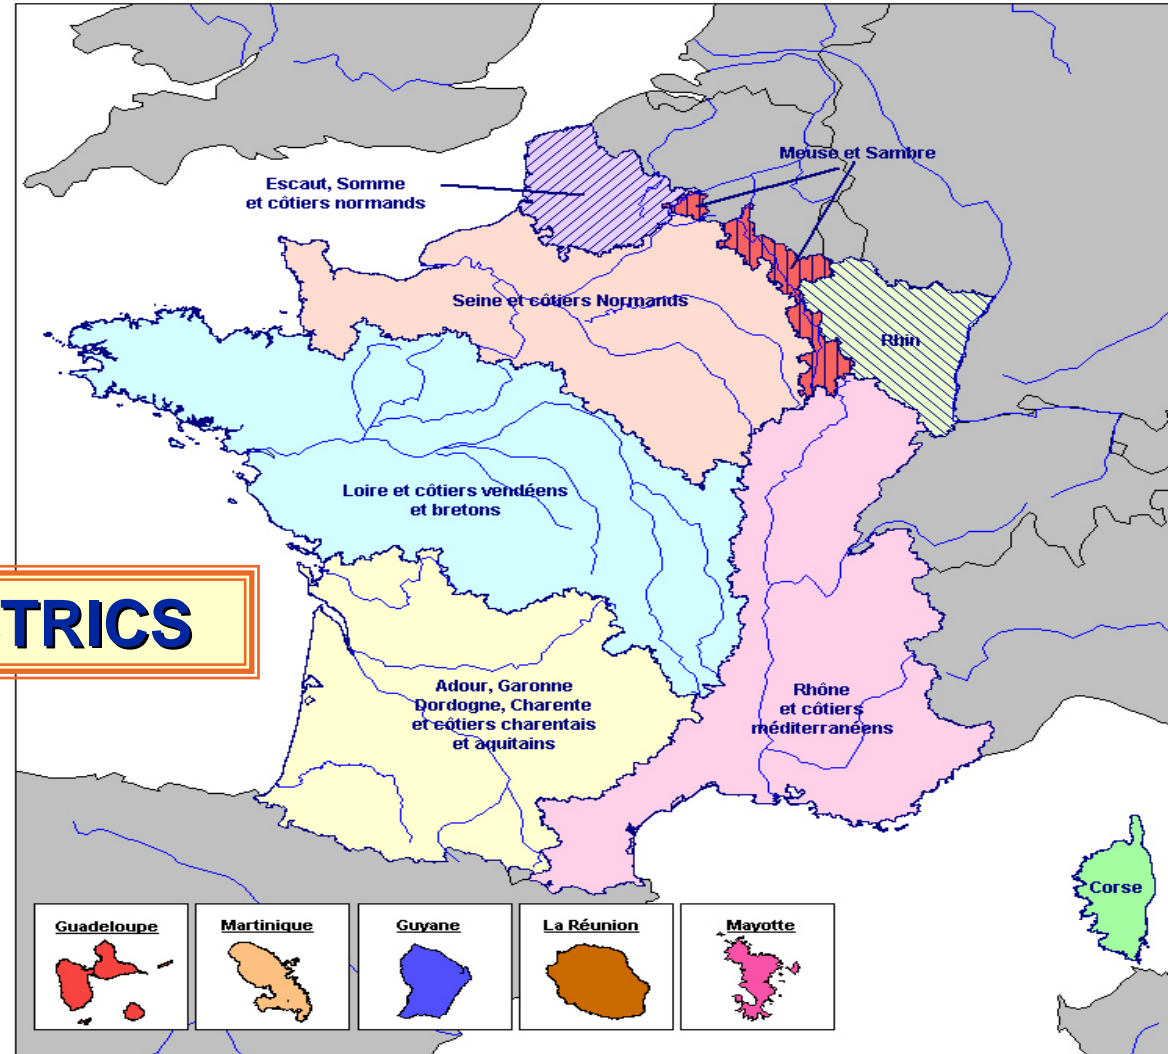 Meuse et Sambre
Escaut, Somme
et côtiers normands
Seine et côtiers Normands
Rhin
Loire et côtiers vendéens
et bretons
TRICS
Adour, Garonne
Dordogne, Charente
et côtiers charentais
et aquitains
Rhône
et côtiers
méditerranéens
Corse
Guadeloupe
Martinique
Guyane
La Réunion
Mayotte